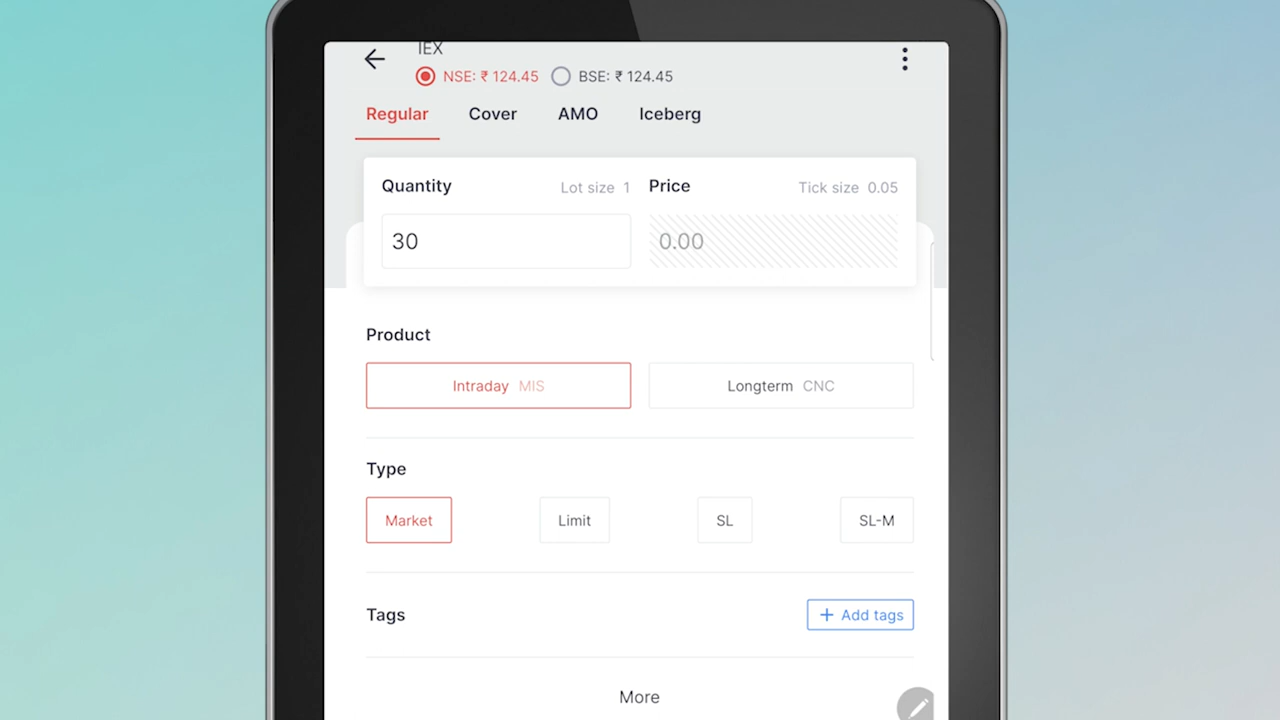 IEX
NSE: ₹ 124.45 BSE: ₹ 124.45
Regular Cover AMO Iceberg
Quantity Lot size 1 Price Tick size 0.05
30 0.00
Product
Intraday MIS Longterm CNC
Type
Market Limit SL SL-M
Tags + Add tags
More